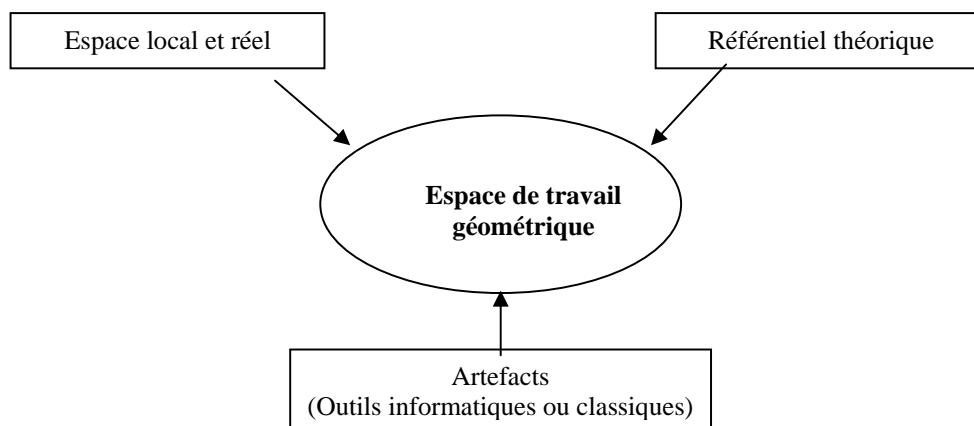 Espace local et réel
Référentiel théorique
Espace de travail
géométrique
Artefacts
(Outils informatiques ou classiques)